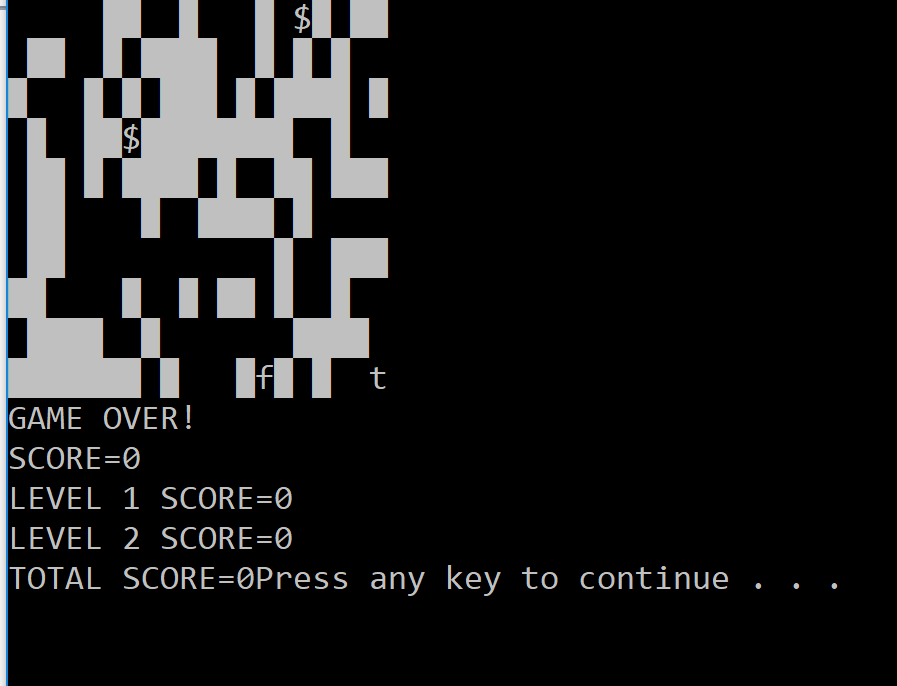 $
$
f t
GAME OVER!
SCORE=0
LEVEL 1 SCORE=0
LEVEL 2 SCORE=0
TOTAL SCORE=0Press any key to continue . . .